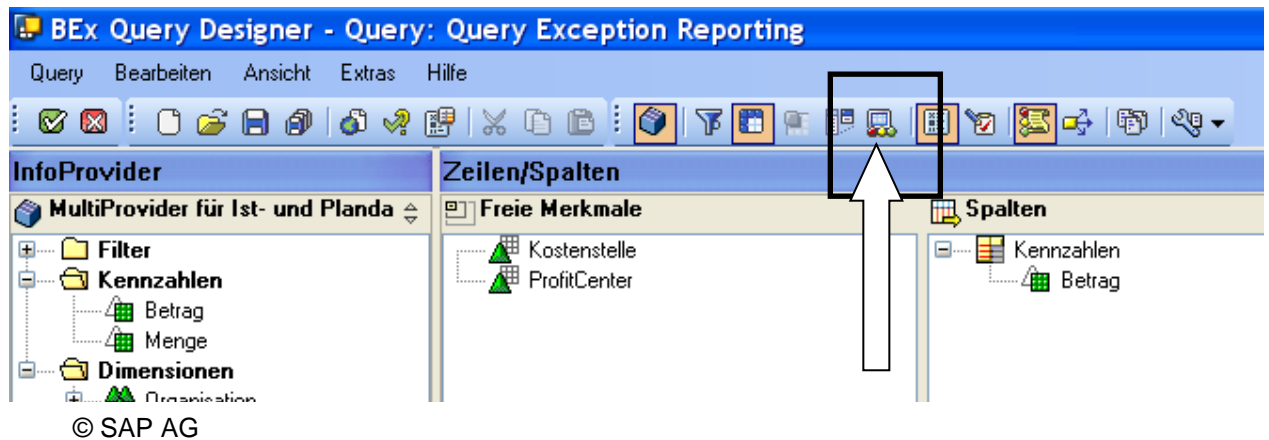 BEx Query Designer - Query: Query Exception Reporting
Query Bearbeiten Ansicht Extras Hilfe
InfoProvider
Zeilen/Spalten
MultiProvider für Ist- und Planda
Freie Merkmale
Spalten
Filter
Kostenstelle
Kennzahlen
Kennzahlen
ProfitCenter
Betrag
Betrag
Menge
Dimensionen
Organisation
© SAP AG